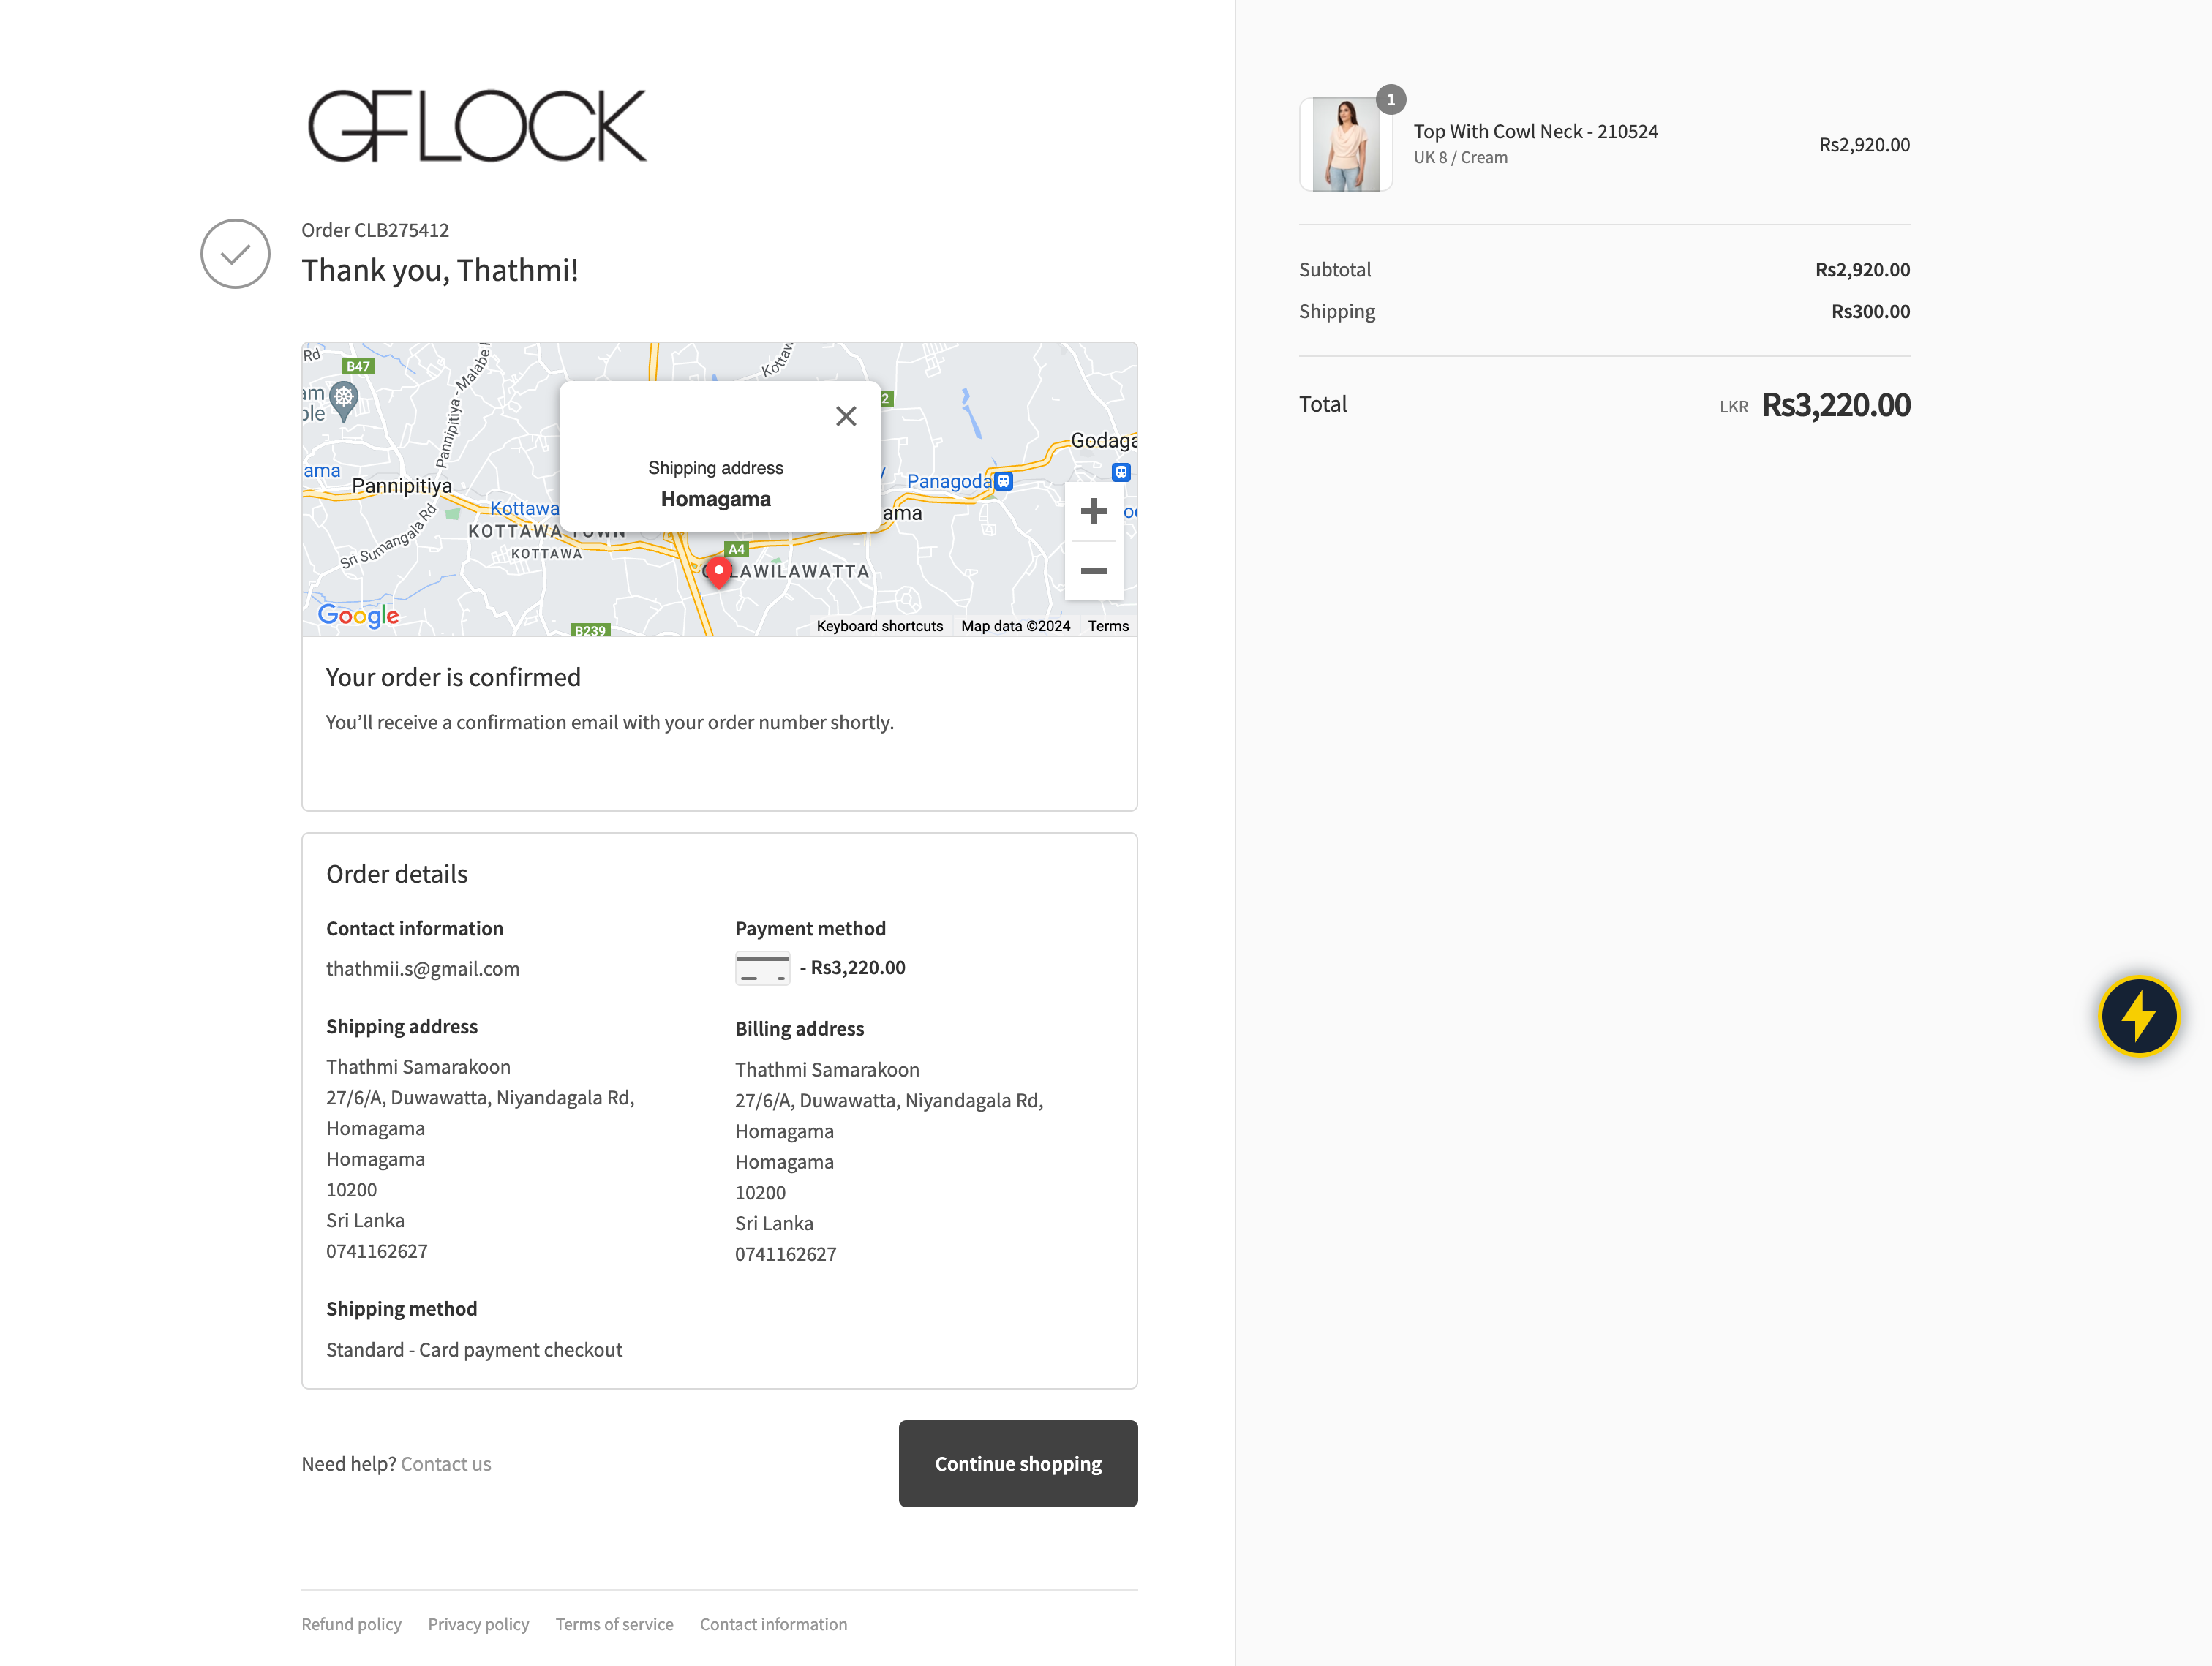 GFLOCK
Order CLB275412
Thank you, Thathmi!
Rd
B47
Pannipitiya - Malabe
Kottaw
2
am
ple
Godaga
ama
Pannipitiya
Panagoda
Kottawa
ama
KOTTAWA TOWN
KOTTAWA
Sri Sumangala Rd
A4
LAWILAWATTA
B239
Shipping address
Homagama
Google
Keyboard shortcuts
Map data ©2024
Terms
Your order is confirmed
You’ll receive a confirmation email with your order number shortly.
Order details
Contact information
thathmii.s@gmail.com
Shipping address
Thathmi Samarakoon
27/6/A, Duwawatta, Niyandagala Rd,
Homagama
Homagama
10200
Sri Lanka
0741162627
Shipping method
Standard - Card payment checkout
Payment method
- Rs3,220.00
Billing address
Thathmi Samarakoon
27/6/A, Duwawatta, Niyandagala Rd,
Homagama
Homagama
10200
Sri Lanka
0741162627
Need help? Contact us
Continue shopping
Refund policy
Privacy policy
Terms of service
Contact information
1
Top With Cowl Neck - 210524
UK 8 / Cream
Rs2,920.00
Subtotal Rs2,920.00
Shipping Rs300.00
Total LKR Rs3,220.00